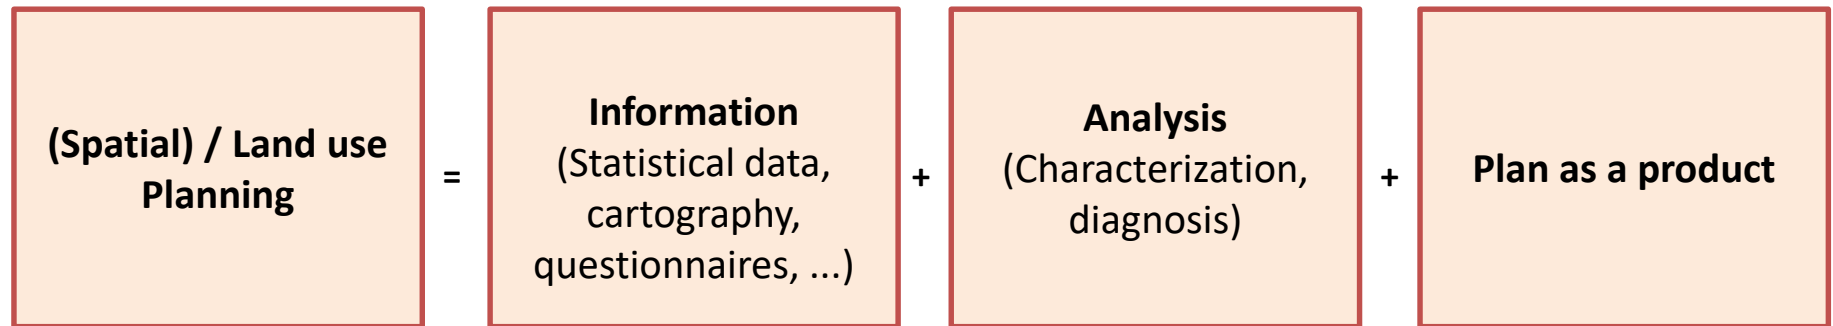 (Spatial) / Land use
Planning
=
Information
(Statistical data,
cartography,
questionnaires, ...)
+
Analysis
(Characterization,
diagnosis)
+
Plan as a product